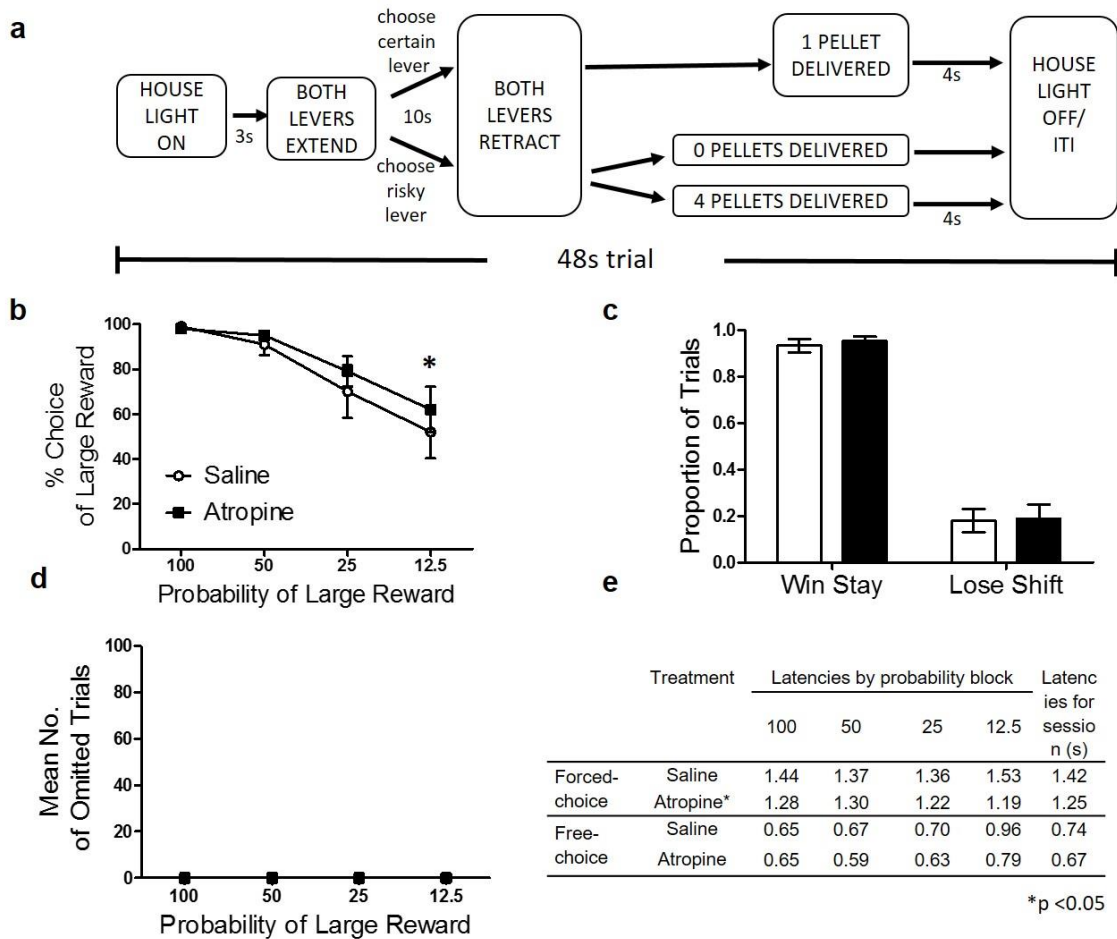 a
HOUSE
LIGHT
ON
3s
BOTH
LEVERS
EXTEND
choose
certain
lever
10s
choose
risky
lever
BOTH
LEVERS
RETRACT
1 PELLET
DELIVERED
4s
0 PELLETS DELIVERED
4 PELLETS DELIVERED
4s
HOUSE
LIGHT
OFF/
ITI
48s trial
b
% Choice
of Large Reward
100
80
60
40
20
0
*
Saline
Atropine
100 50 25 12.5
Probability of Large Reward
c
Proportion of Trials
1.0
0.8
0.6
0.4
0.2
0.0
Win Stay Lose Shift
d
Mean No.
of Omitted Trials
100
80
60
40
20
0
100 50 25 12.5
Probability of Large Reward
e
Treatment Latencies by probability block Latenc
ies for
sessio
n (s)
100 50 25 12.5
Forced- Saline 1.44 1.37 1.36 1.53 1.42
choice Atropine* 1.28 1.30 1.22 1.19 1.25
Free- Saline 0.65 0.67 0.70 0.96 0.74
choice Atropine 0.65 0.59 0.63 0.79 0.67
*p <0.05